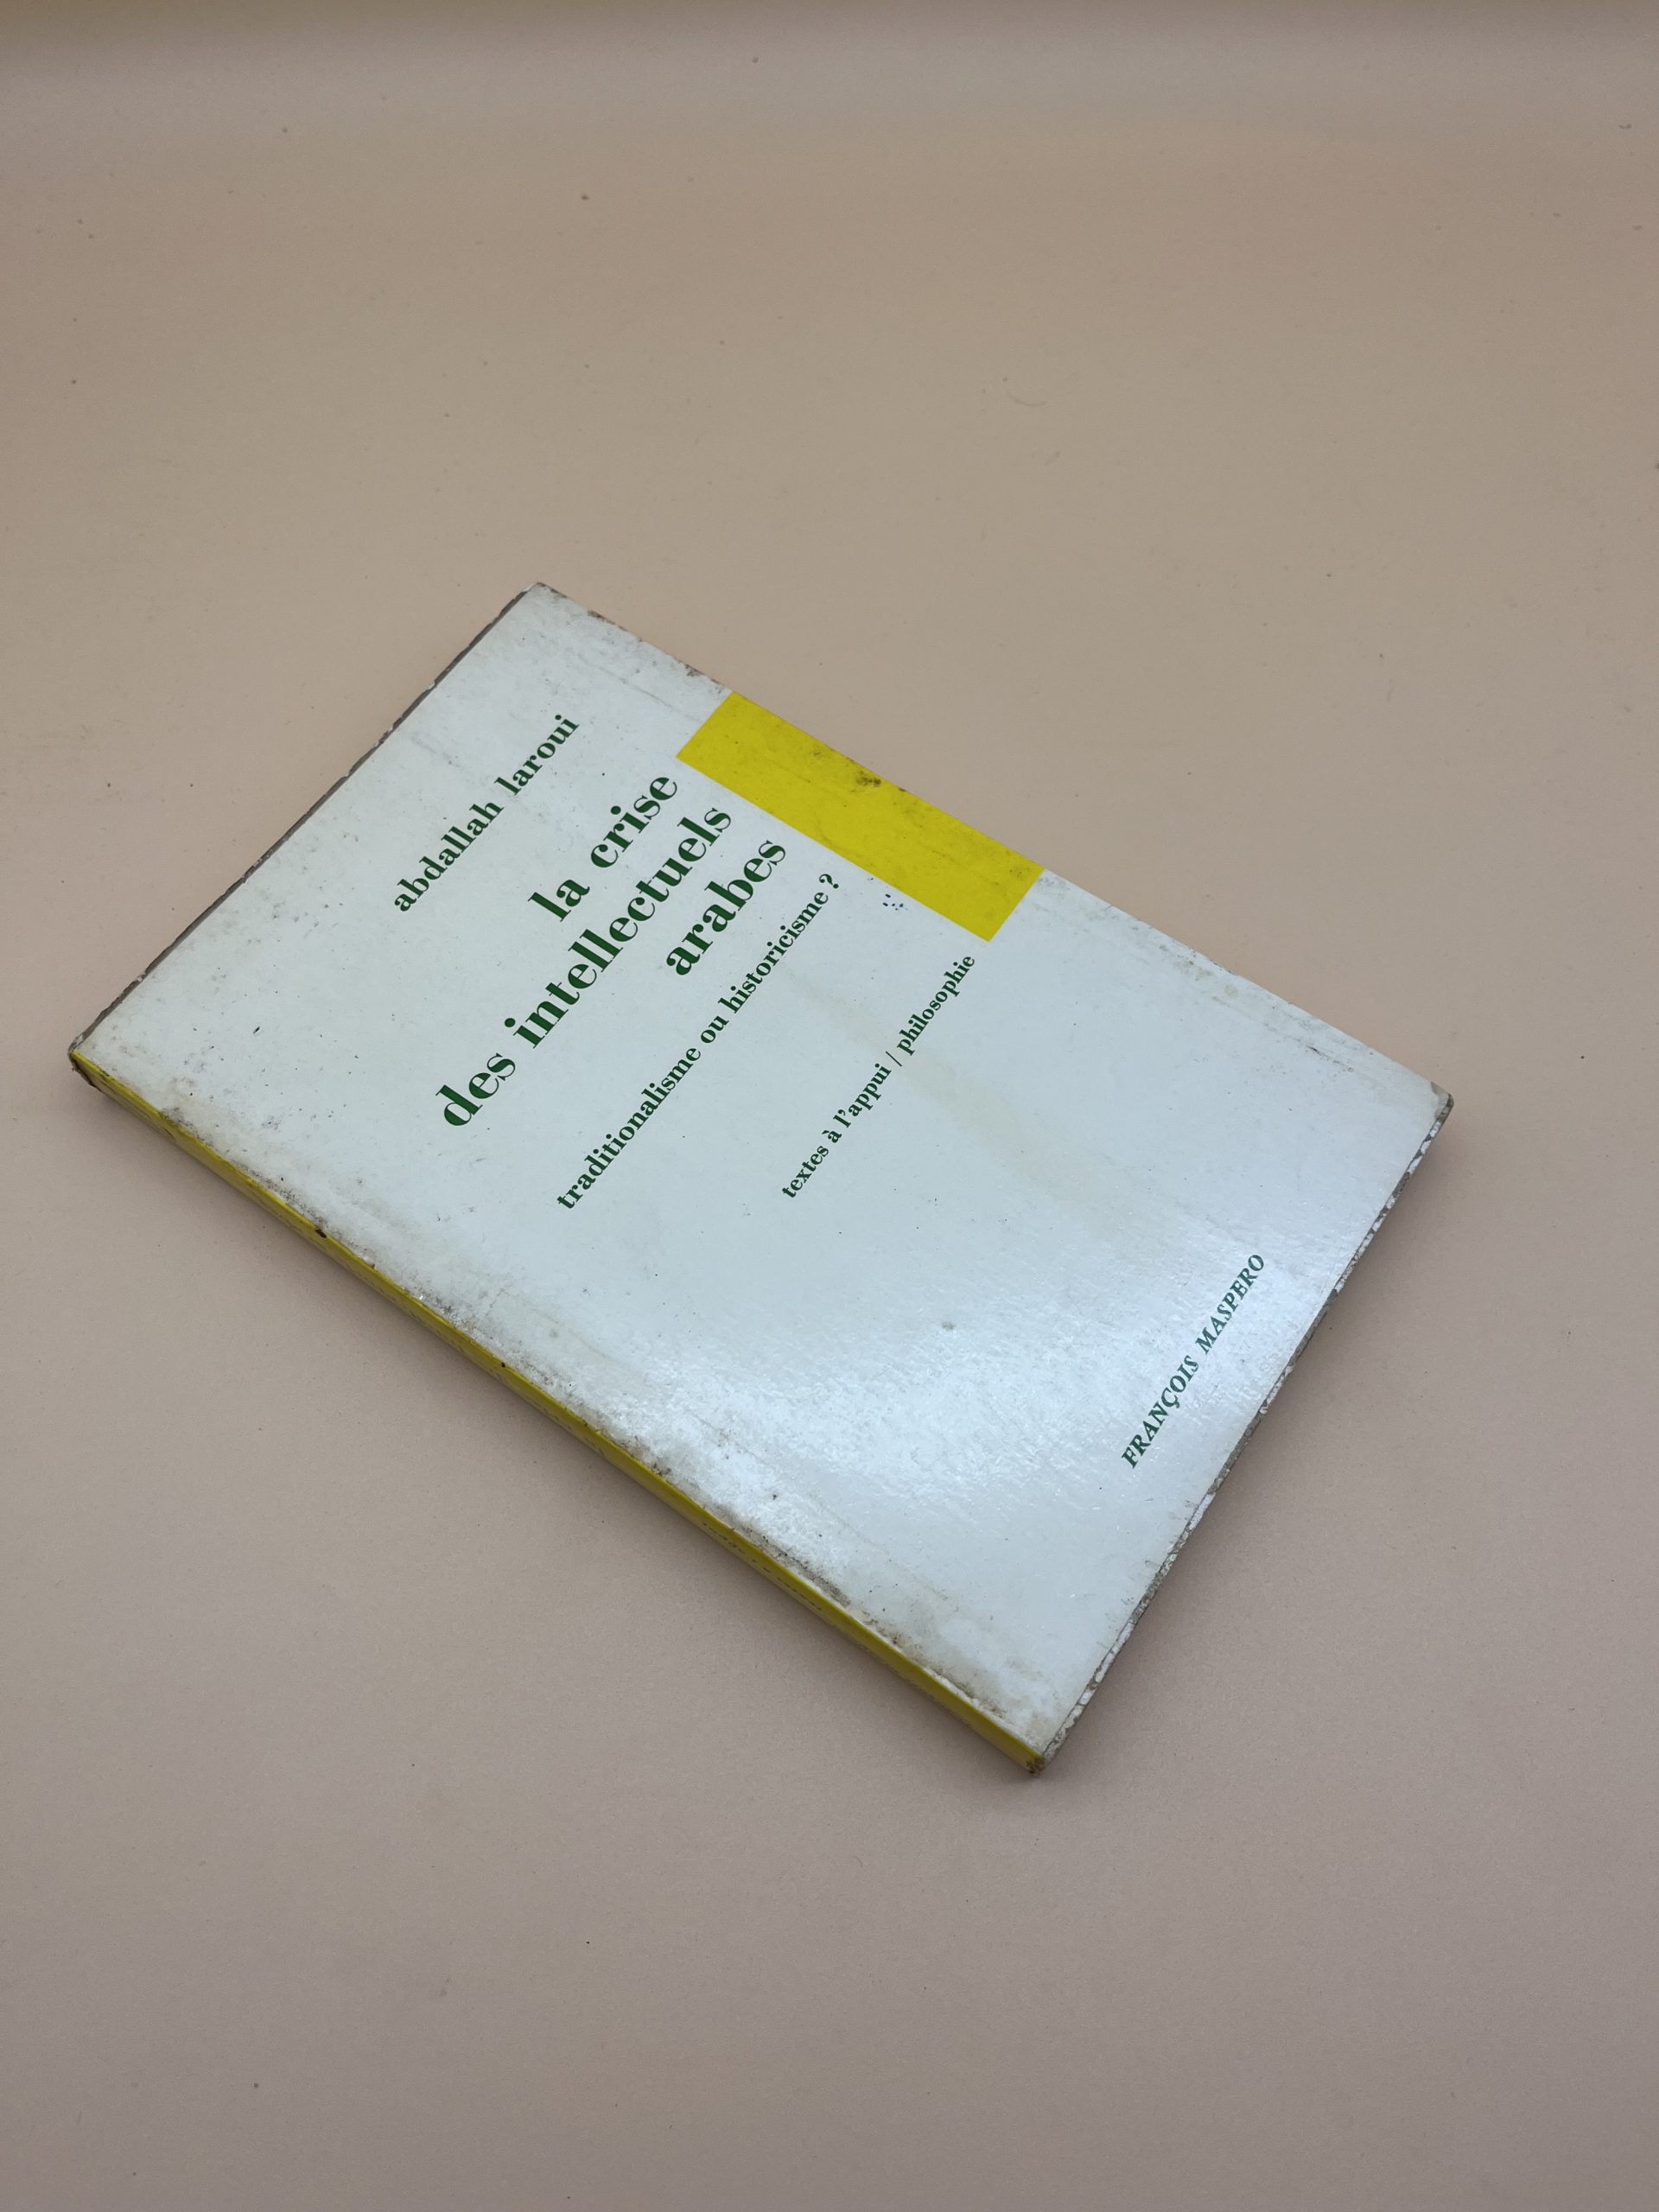 abdallah laroui
la crise
des intellectuels
arabes
traditionalisme ou historicisme ?
textes à l'appui / philosophie
FRANÇOIS MASPERO